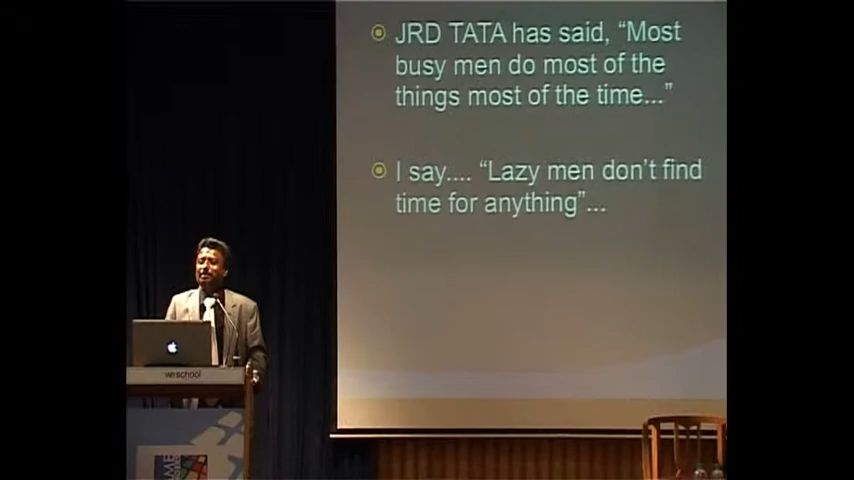 JRD TATA has said, “Most
busy men do most of the
things most of the time...”
I say.... “Lazy men don’t find
time for anything”...
weschool